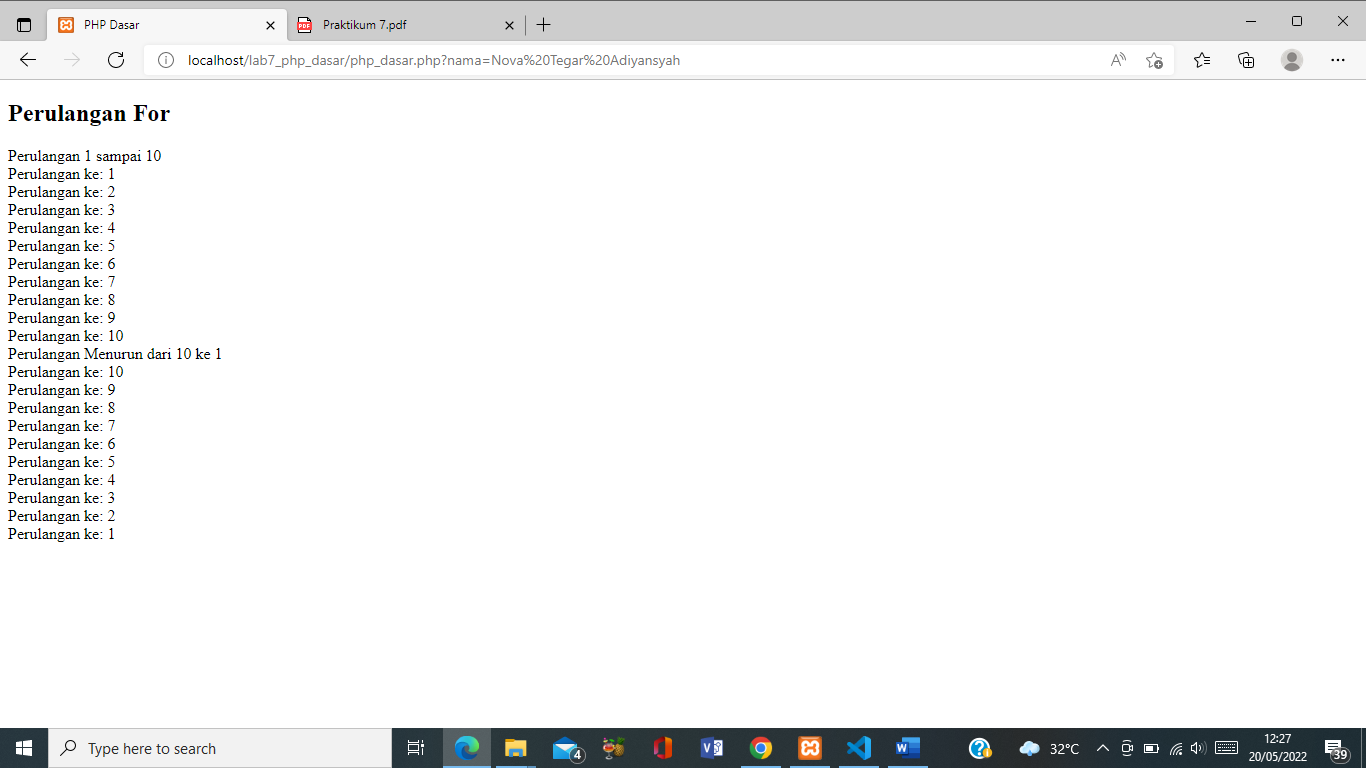 PHP Dasar
Praktikum 7.pdf
localhost/lab7_php_dasar/php_dasar.php?nama=Nova%20Tegar%20Adiyansyah
Perulangan For
Perulangan 1 sampai 10
Perulangan ke: 1
Perulangan ke: 2
Perulangan ke: 3
Perulangan ke: 4
Perulangan ke: 5
Perulangan ke: 6
Perulangan ke: 7
Perulangan ke: 8
Perulangan ke: 9
Perulangan ke: 10
Perulangan Menurun dari 10 ke 1
Perulangan ke: 10
Perulangan ke: 9
Perulangan ke: 8
Perulangan ke: 7
Perulangan ke: 6
Perulangan ke: 5
Perulangan ke: 4
Perulangan ke: 3
Perulangan ke: 2
Perulangan ke: 1
Type here to search
4
32°C
12:27
20/05/2022
39